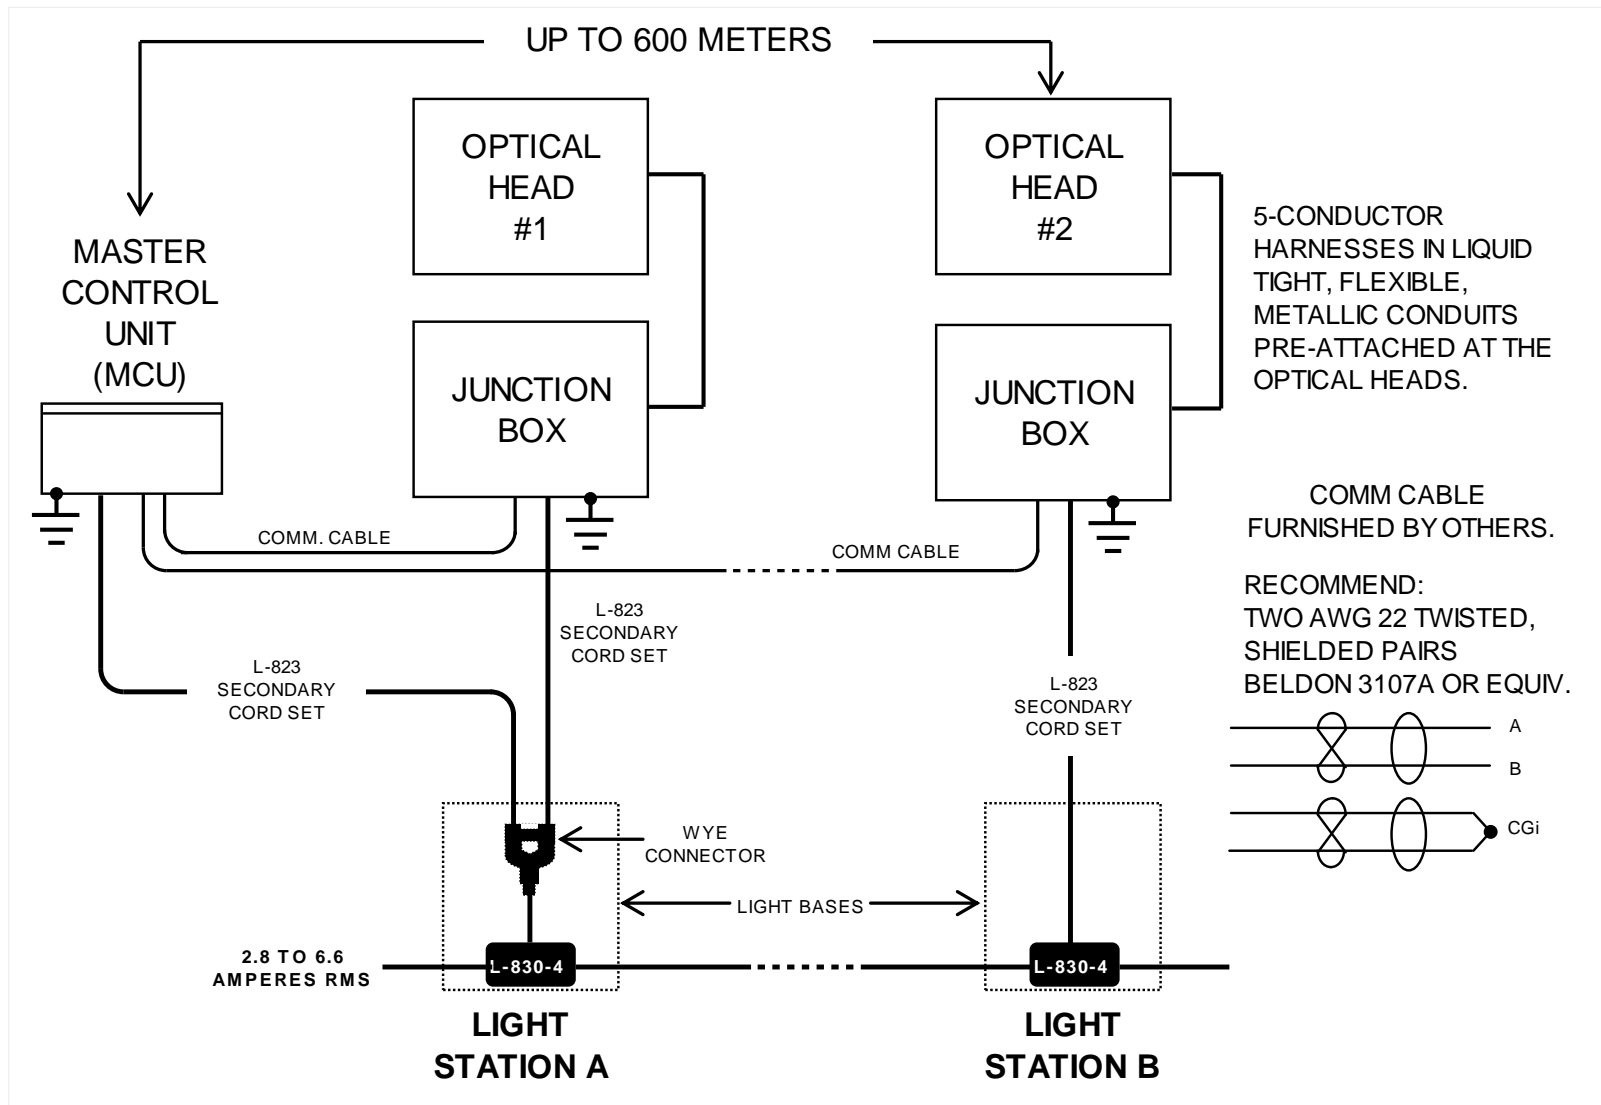 UP TO 600 METERS
OPTICAL
HEAD
#1
OPTICAL
HEAD
#2
MASTER
CONTROL
UNIT
(MCU)
5-CONDUCTOR
HARNESSES IN LIQUID
TIGHT, FLEXIBLE,
METALLIC CONDUITS
PRE-ATTACHED AT THE
OPTICAL HEADS.
JUNCTION
BOX
JUNCTION
BOX
COMM CABLE
FURNISHED BY OTHERS.
COMM. CABLE
COMM CABLE
RECOMMEND:
TWO AWG 22 TWISTED,
SHIELDED PAIRS
BELDON 3107A OR EQUIV.
L-823
SECONDARY
CORD SET
L-823
SECONDARY
CORD SET
L-823
SECONDARY
CORD SET
A
B
CGi
WYE
CONNECTOR
LIGHT BASES
2.8 TO 6.6
AMPERES RMS
L-830-4
L-830-4
LIGHT
STATION A
LIGHT
STATION B